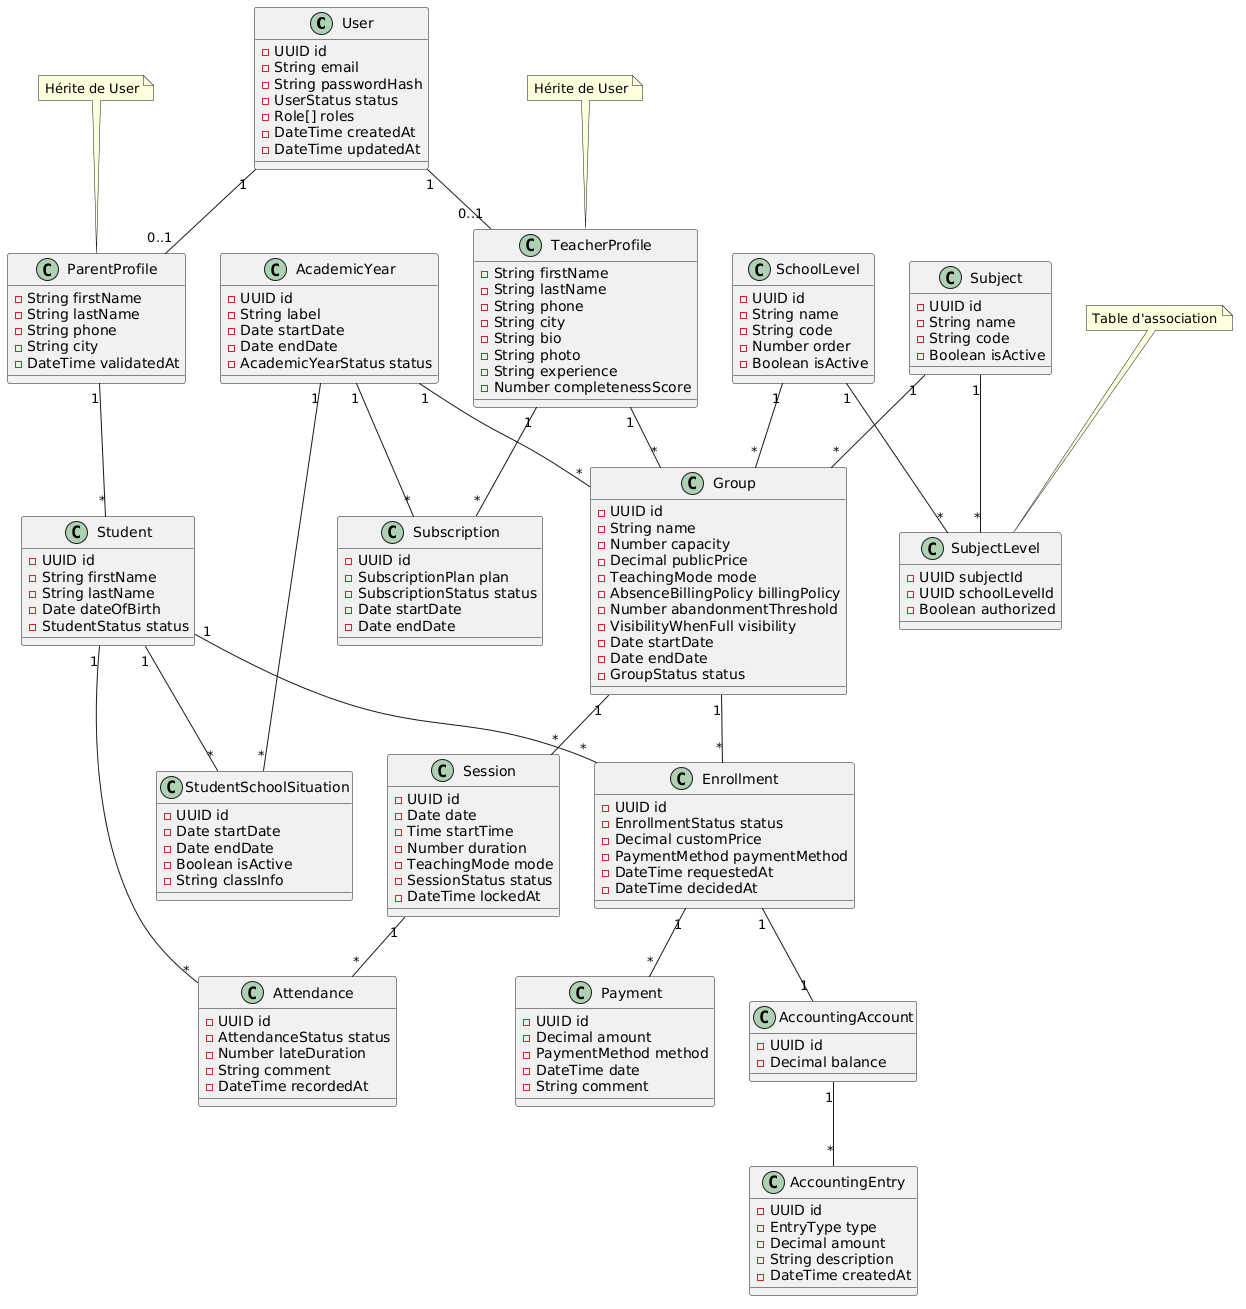 User
UUID id
String email
String passwordHash
UserStatus status
Role[] roles
DateTime createdAt
DateTime updatedAt
Hérite de User
Hérite de User
1
1
0..1
0..1
ParentProfile
String firstName
String lastName
String phone
String city
DateTime validatedAt
AcademicYear
UUID id
String label
Date startDate
Date endDate
AcademicYearStatus status
TeacherProfile
String firstName
String lastName
String phone
String city
String bio
String photo
String experience
Number completenessScore
SchoolLevel
UUID id
String name
String code
Number order
Boolean isActive
Subject
UUID id
String name
String code
Boolean isActive
Table d'association
1
1
1
1
1
1
1
1
1
1
*
*
*
*
*
*
*
*
*
Student
UUID id
String firstName
String lastName
Date dateOfBirth
StudentStatus status
Subscription
UUID id
SubscriptionPlan plan
SubscriptionStatus status
Date startDate
Date endDate
Group
UUID id
String name
Number capacity
Decimal publicPrice
TeachingMode mode
AbsenceBillingPolicy billingPolicy
Number abandonmentThreshold
VisibilityWhenFull visibility
Date startDate
Date endDate
GroupStatus status
SubjectLevel
UUID subjectId
UUID schoolLevelId
Boolean authorized
1
1
1
1
1
*
*
*
*
*
StudentSchoolSituation
UUID id
Date startDate
Date endDate
Boolean isActive
String classInfo
Session
UUID id
Date date
Time startTime
Number duration
TeachingMode mode
SessionStatus status
DateTime lockedAt
Enrollment
UUID id
EnrollmentStatus status
Decimal customPrice
PaymentMethod paymentMethod
DateTime requestedAt
DateTime decidedAt
1
1
1
*
*
*
1
Attendance
UUID id
AttendanceStatus status
Number lateDuration
String comment
DateTime recordedAt
Payment
UUID id
Decimal amount
PaymentMethod method
DateTime date
String comment
AccountingAccount
UUID id
Decimal balance
1
*
AccountingEntry
UUID id
EntryType type
Decimal amount
String description
DateTime createdAt